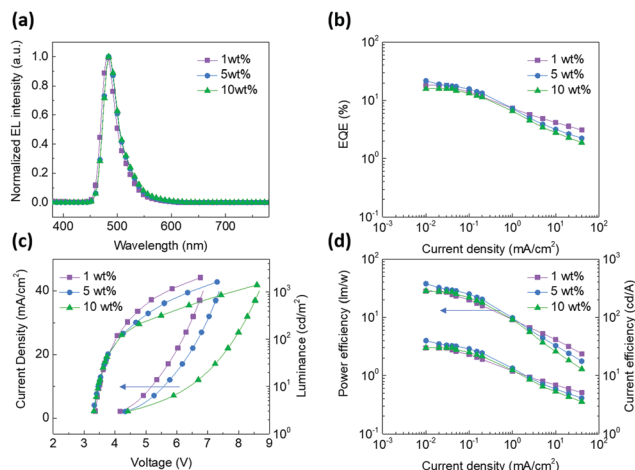 (a)
Normalized EL intensity (a.u.)
1.0
0.8
0.6
0.4
0.2
0.0
1wt%
5wt%
10wt%
400
500
600
700
Wavelength (nm)
(b)
EQE (%)
10²
10¹
10⁰
10⁻¹
1 wt%
5 wt%
10 wt%
10⁻³ 10⁻² 10⁻¹ 10⁰ 10¹ 10²
Current density (mA/cm²)
(c)
Current Density (mA/cm²)
40
20
0
1 wt%
5 wt%
10 wt%
10³
10²
10¹
10⁰
Luminance (cd/m²)
2 3 4 5 6 7 8 9
Voltage (V)
(d)
Power efficiency (lm/w)
10²
10¹
10⁰
10⁻¹
1 wt%
5 wt%
10 wt%
10³
10²
10¹
10⁰
Current efficiency (cd/A)
10⁻³ 10⁻² 10⁻¹ 10⁰ 10¹ 10²
Current density (mA/cm²)